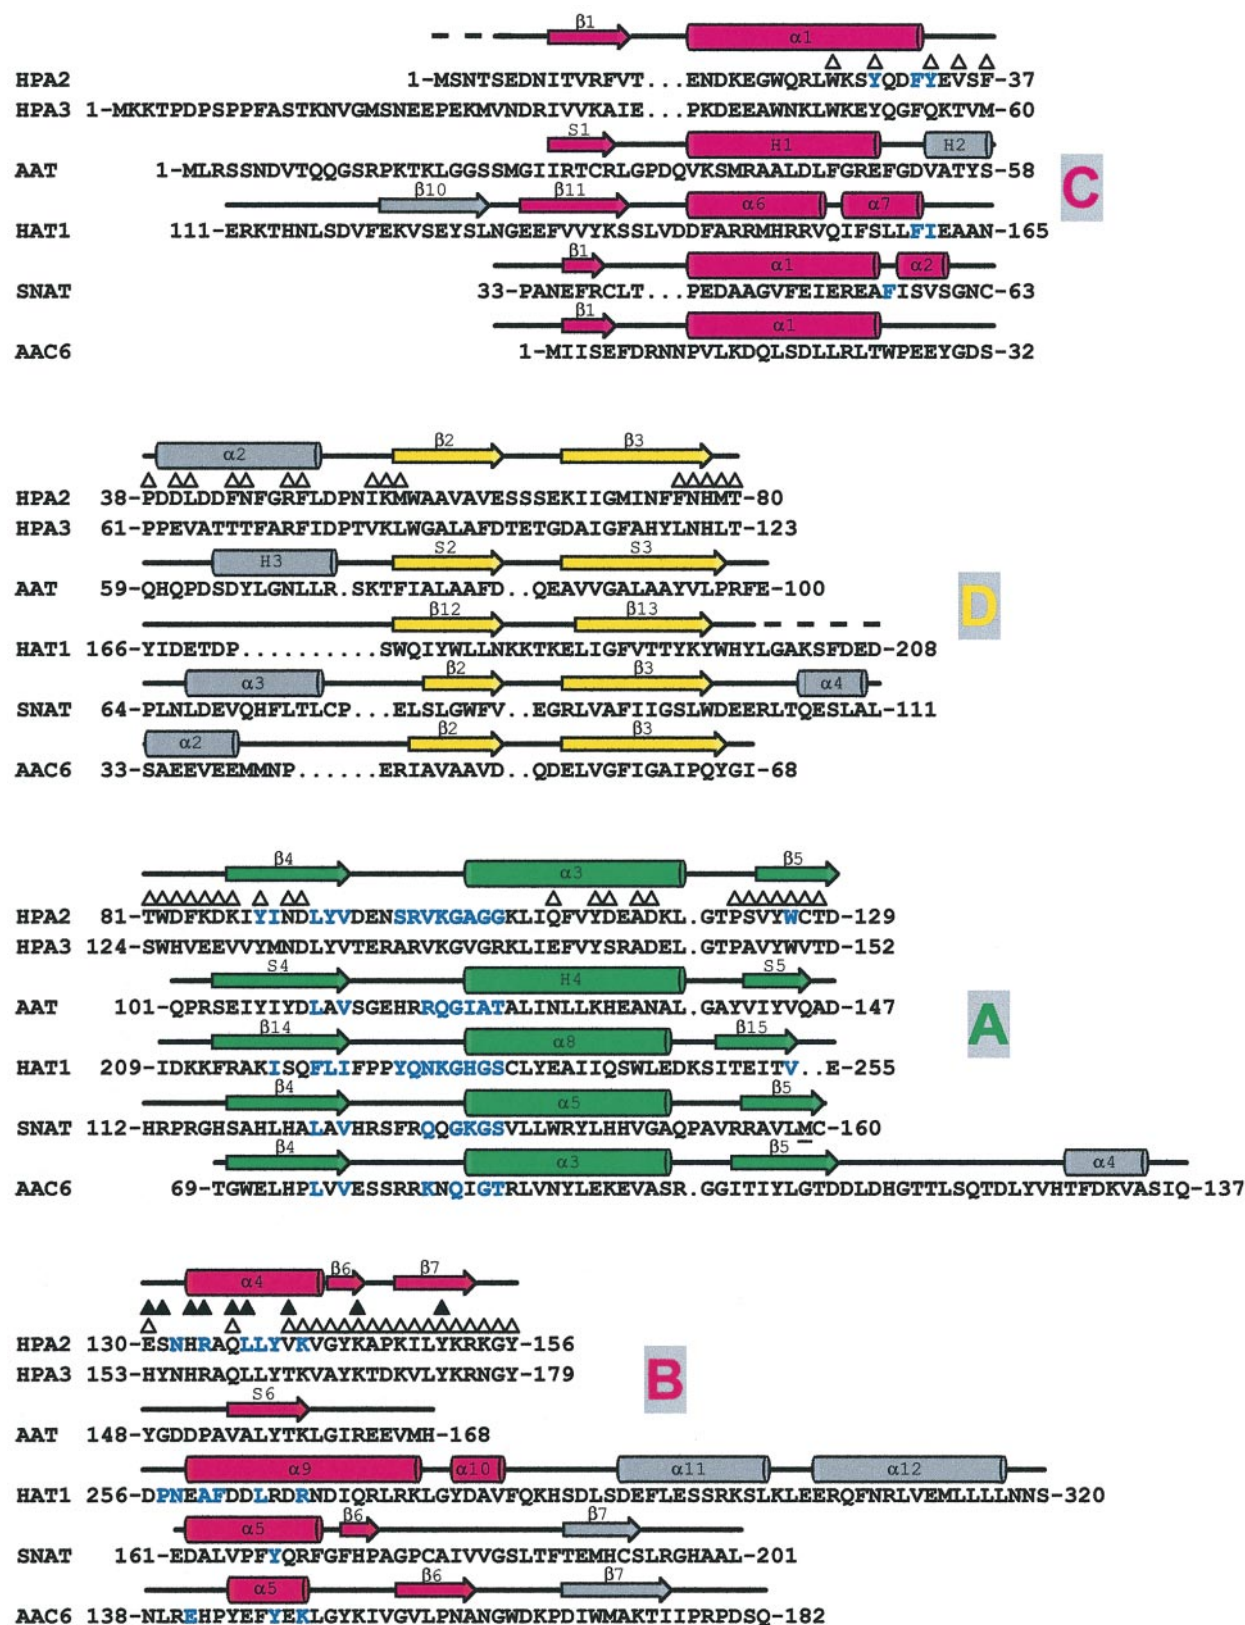 β1 α1
HPA2 1-MSNTSEDNITVRFVT...ENDKEGWQRLWKSYQDFYEVSF-37
HPA3 1-MKKTPDPSPPFASTKNVGMSNEEPEKMVNDRIVVKAIE...PKDEEAWNKLWKEYQGFQKTVM-60
S1 H1 H2
AAT 1-MLRSSNDVTQQGSRPKTKLGGSSMGIIRTCRLGPDQVKSMRAALDLFGREFGDVATYS-58
C
β10 β11 α6 α7
HAT1 111-ERKTHNLSDVFEKVSEYSLNGEEFVVYKSSLVDDFARRMHRRVQIFSLLFIEAAN-165
β1 α1 α2
SNAT 33-PANEFRCLT...PEDAAGVFEIEREAFISVSGNC-63
β1 α1
AAC6 1-MIISEFDRNNPVLKDQLSDLLRLTWPEEYGDS-32
α2 β2 β3
HPA2 38-PDDLDDFNFGRFLDPNIKMWAAVAVESSSEKIIGMINFFNHMT-80
HPA3 61-PPEVATTTFARFIDPTVKLWGALAFDTETGDAIGFAHYLNHLT-123
H3 S2 S3
AAT 59-QHQPDSDYLGNLLR.SKTFIALAAFD..QEAVVGALAAYVLPRFE-100
D
β12 β13
HAT1 166-YIDETDP..........SWQIYWLLNKKTKELIGFVTTYKYWHYLGAKSFDED-208
α3 β2 β3 α4
SNAT 64-PLNLDEVQHFLTLCP...ELSLGWFV..EGRLVAFIIGSLWDEERLTQESLAL-111
α2 β2 β3
AAC6 33-SAEEVEEMMNP......ERIAVAAVD..QDELVGFIGAIPQYGI-68
β4 α3 β5
HPA2 81-TWDFKDKIYINDLYVDENSRVKGAGGKLIQFVYDEADKL.GTPSVYWCTD-129
HPA3 124-SWHVEEVVYMNDLYVTERARVKGVGRKLIEFVYSRADEL.GTPAVYWVTD-152
S4 H4 S5
AAT 101-QPRSEIYIYDLAVSGEHRRQGIATALINLLKHEANAL.GAYVIYVQAD-147
A
β14 α8 β15
HAT1 209-IDKKFRAKISQFLIFPPYQNKGHGSCLYEAIIQSWLEDKSITEITV..E-255
β4 α5 β5
SNAT 112-HRPRGHSAHLHALAVHRSFRQQGKGSVLLWRYLHHVGAQPAVRRAVLMC-160
β4 α3 β5 α4
AAC6 69-TGWELHPLVVESSRRKNQIGTRLVNYLEKEVASR.GGITIYLGTDDLDHGTTLSQTDLYVHTFDKVASIQ-137
α4 β6 β7
HPA2 130-ESNHRAQLLYVKVGYKAPKILYKRKGY-156
HPA3 153-HYNHRAQLLYTKVAYKTDKVLYKRNGY-179
B
S6
AAT 148-YGDDPAVALYTKLGIREEVMH-168
α9 α10 α11 α12
HAT1 256-DPNEAFDDLRDRNDIQRLRKLGYDAVFQKHSDLSDEFLESSRKSLKLEERQFNRLVEMLLLLNNS-320
α5 β6 β7
SNAT 161-EDALVPFYQRFGFHPAGPCAIVVGSLTFTEMHCSLRGHAAL-201
α5 β6 β7
AAC6 138-NLREHPYEFYEKLGYKIVGVLPNANGWDKPDIWMAKTIIPRPDSQ-182